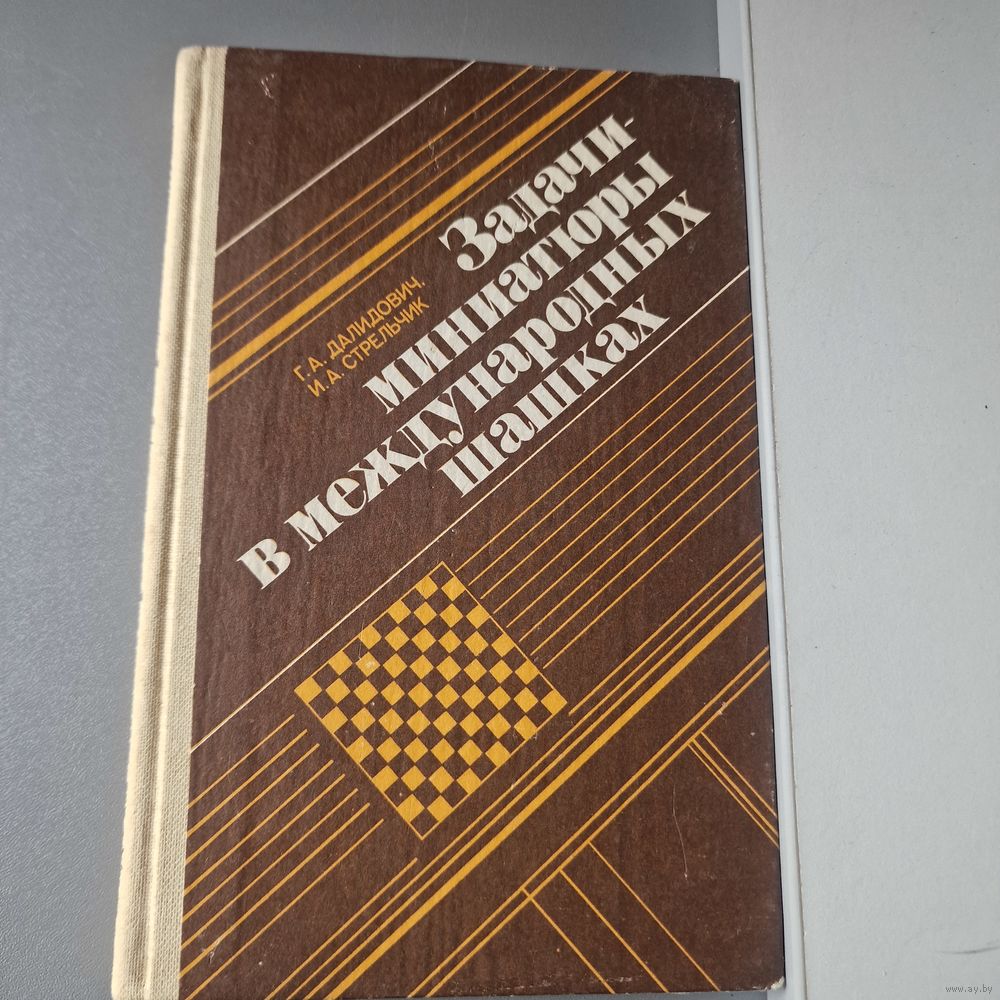 Г.А. ДАЛИДОВИЧ,
И.А. СТРЕЛЬЧИК
Задачи-
миниатюры
в международных
шашках
www.ay.by